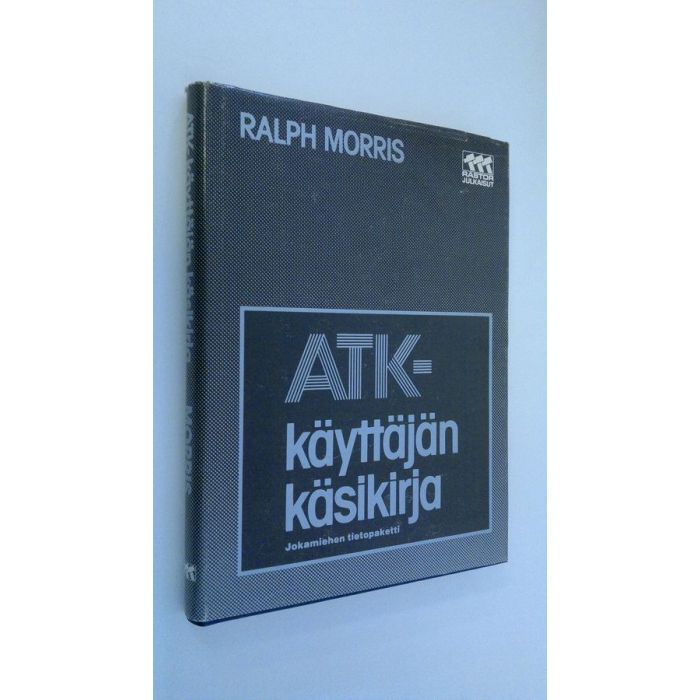 RALPH MORRIS
RASTOR
JULKAISUT
ATK-
käyttäjän
käsikirja
Jokamiehen tietopaketti
ATK-käyttäjän käsikirja MORRIS